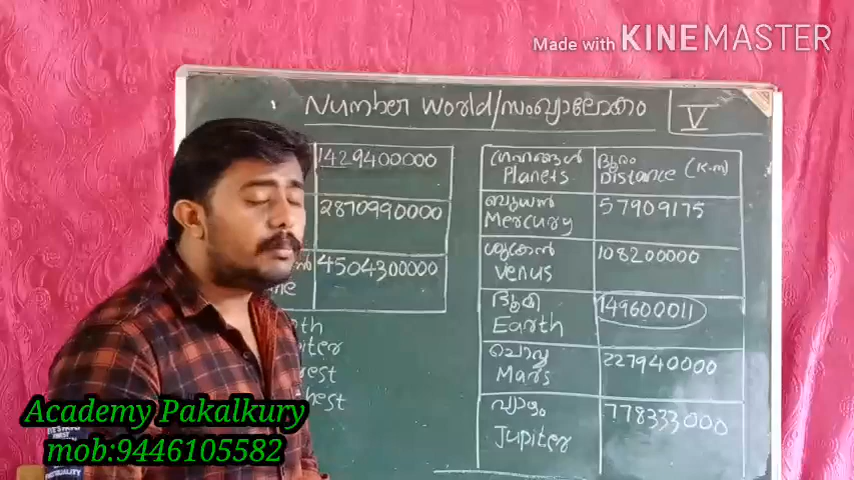 Made with KINEMASTER
Number World/സംഖ്യാലോകം V
1429400000
2870990000
4504300000
ഗ്രഹങ്ങൾ ദൂരം
Planets Distance (K.m)
ബുധൻ
Mercury 57909175
ശുക്രൻ 108200000
Venus
ഭൂമി 149600011
Earth
ചൊവ്വ 227940000
Mars
വ്യാഴം 778333000
Jupiter
Academy Pakalkury
mob:9446105582